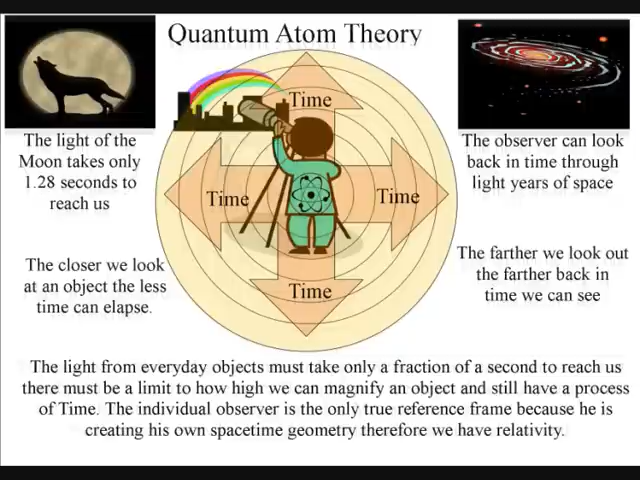 Quantum Atom Theory
The light of the
Moon takes only
1.28 seconds to
reach us
The observer can look
back in time through
light years of space
Time
Time
Time
Time
The closer we look
at an object the less
time can elapse.
The farther we look out
the farther back in
time we can see
The light from everyday objects must take only a fraction of a second to reach us
there must be a limit to how high we can magnify an object and still have a process
of Time. The individual observer is the only true reference frame because he is
creating his own spacetime geometry therefore we have relativity.